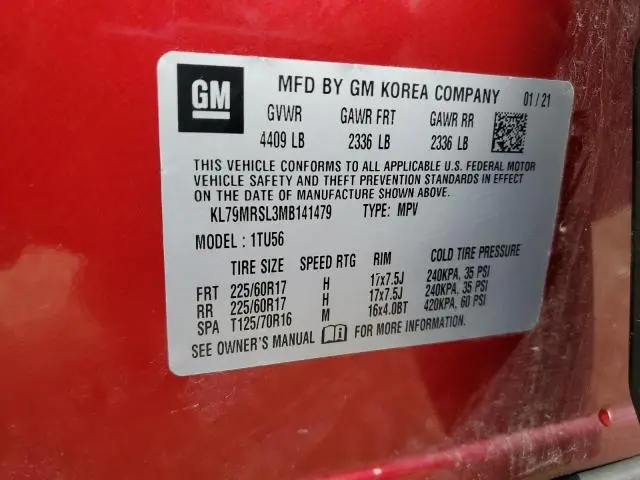 GM
MFD BY GM KOREA COMPANY 01/21
GVWR GAWR FRT GAWR RR
4409 LB 2336 LB 2336 LB
THIS VEHICLE CONFORMS TO ALL APPLICABLE U.S. FEDERAL MOTOR
VEHICLE SAFETY AND THEFT PREVENTION STANDARDS IN EFFECT
ON THE DATE OF MANUFACTURE SHOWN ABOVE.
KL79MRSL3MB141479 TYPE: MPV
MODEL: 1TU56
TIRE SIZE SPEED RTG RIM COLD TIRE PRESSURE
FRT 225/60R17 H 17x7.5J 240KPA, 35 PSI
RR 225/60R17 H 17x7.5J 240KPA, 35 PSI
SPA T125/70R16 M 16x4.0BT 420KPA, 60 PSI
SEE OWNER'S MANUAL FOR MORE INFORMATION.